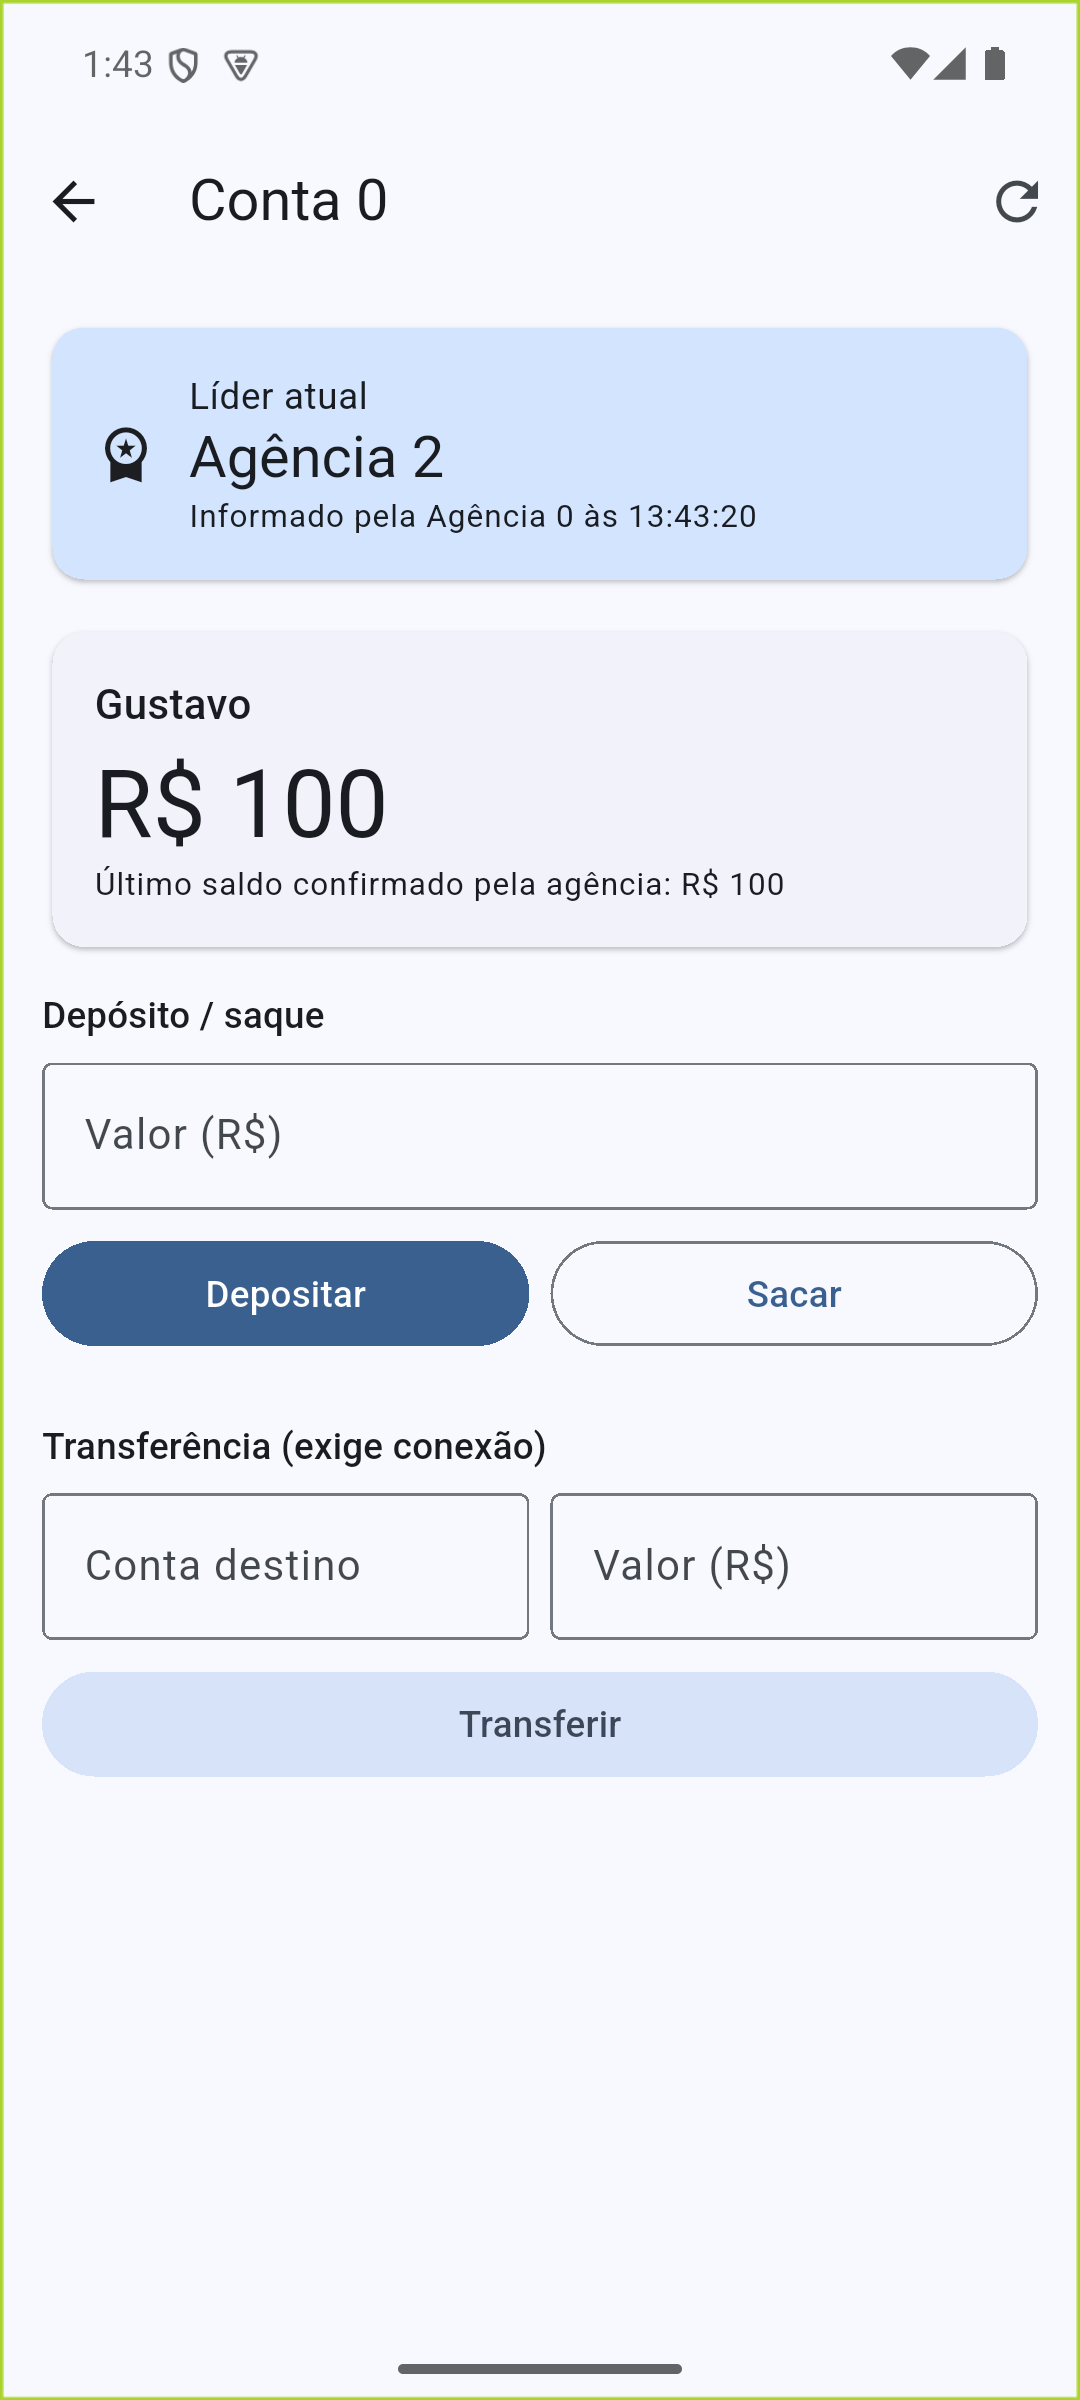 1:43
Conta 0
Líder atual
Agência 2
Informado pela Agência 0 às 13:43:20
Gustavo
R$ 100
Último saldo confirmado pela agência: R$ 100
Depósito / saque
Valor (R$)
Depositar
Sacar
Transferência (exige conexão)
Conta destino
Valor (R$)
Transferir